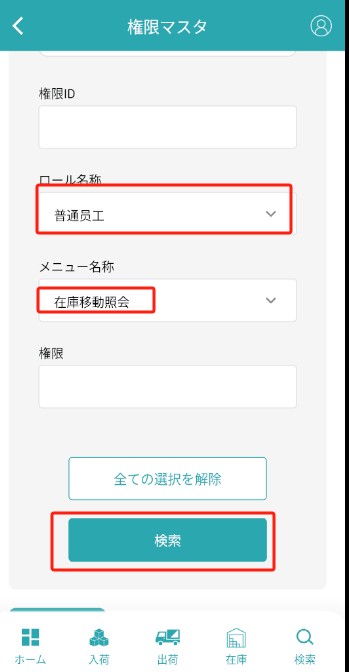 権限マスタ
権限ID
ロール名称
普通员工
メニュー名称
在庫移動照会
権限
全ての選択を解除
検索
ホーム
入荷
出荷
在庫
検索